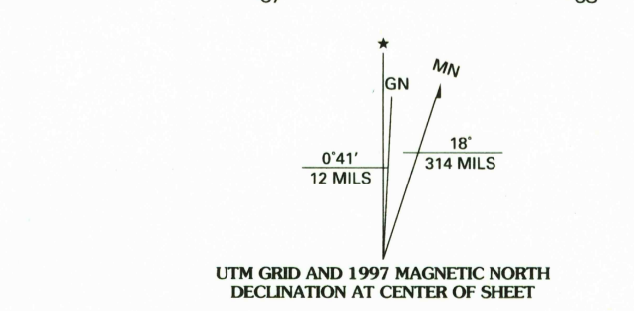 GN
MN
0°41′
12 MILS
18°
314 MILS
UTM GRID AND 1997 MAGNETIC NORTH
DECLINATION AT CENTER OF SHEET